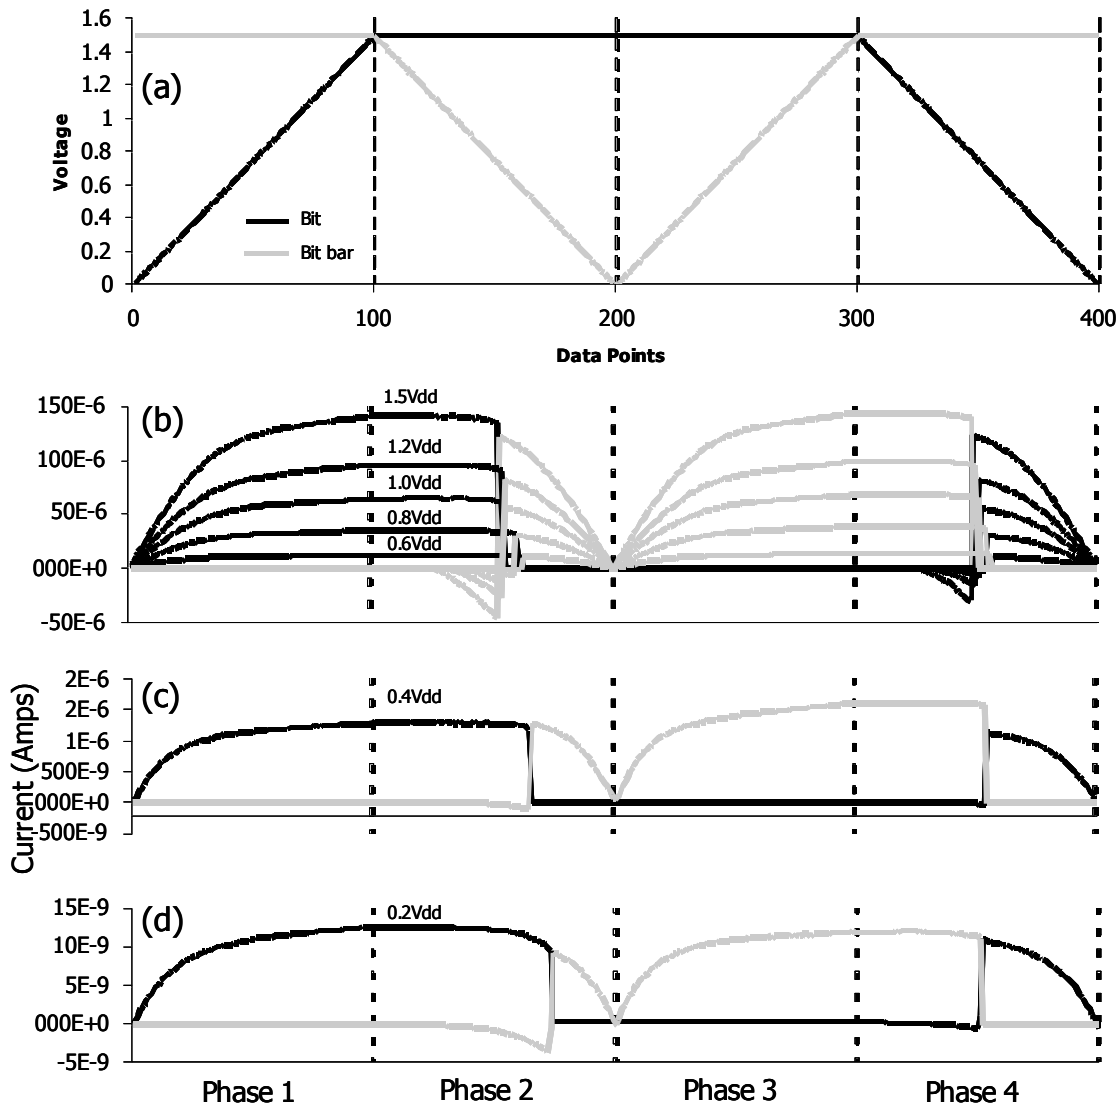 1.6
1.4
1.2
1
0.8
0.6
0.4
0.2
0
Voltage
(a)
Bit
Bit bar
0 100 200 300 400
Data Points
(b)
150E-6
100E-6
50E-6
000E+0
-50E-6
1.5Vdd
1.2Vdd
1.0Vdd
0.8Vdd
0.6Vdd
Current (Amps)
(c)
2E-6
2E-6
1E-6
500E-9
000E+0
-500E-9
0.4Vdd
(d)
15E-9
10E-9
5E-9
000E+0
-5E-9
0.2Vdd
Phase 1 Phase 2 Phase 3 Phase 4